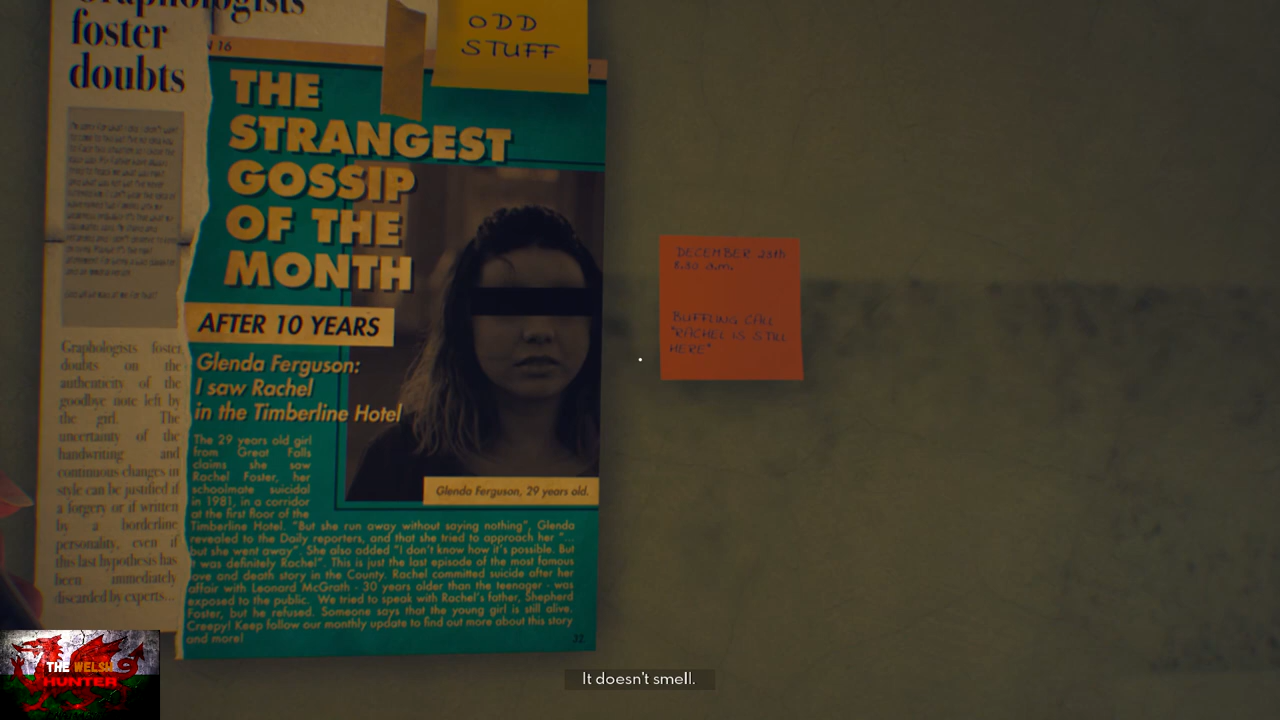 Graphologists
foster
doubts
Graphologists foster
doubts on the
authenticity of the
goodbye note left by
the girl. The
uncertainty of the
handwriting and
continuous changes in
style can be justified if
a forgery or if written
by a borderline
personality, even if
this last hypothesis has
been immediately
discarded by experts...
ODD
STUFF
N 16
THE
STRANGEST
GOSSIP
OF THE
MONTH
AFTER 10 YEARS
Glenda Ferguson:
I saw Rachel
in the Timberline Hotel
The 29 years old girl
from Great Falls
claims she saw
Rachel Foster, her
schoolmate suicidal
in 1981, in a corridor
at the first floor of the
Timberline Hotel. "But she run away without saying nothing", Glenda
revealed to the Daily reporters, and that she tried to approach her "...
but she went away". She also added "I don't know how it's possible. But
it was definitely Rachel". This is just the last episode of the most famous
love and death story in the County. Rachel committed suicide after her
affair with Leonard McGrath - 30 years older than the teenager - was
exposed to the public. We tried to speak with Rachel's father, Shepherd
Foster, but he refused. Someone says that the young girl is still alive.
Creepy! Keep follow our monthly update to find out more about this story
and more!
Glenda Ferguson, 29 years old.
32
DECEMBER 28th
8.30 a.m.
BUFFLING CALL
"RACHEL IS STILL
HERE"
THE WELSH
HUNTER
It doesn't smell.